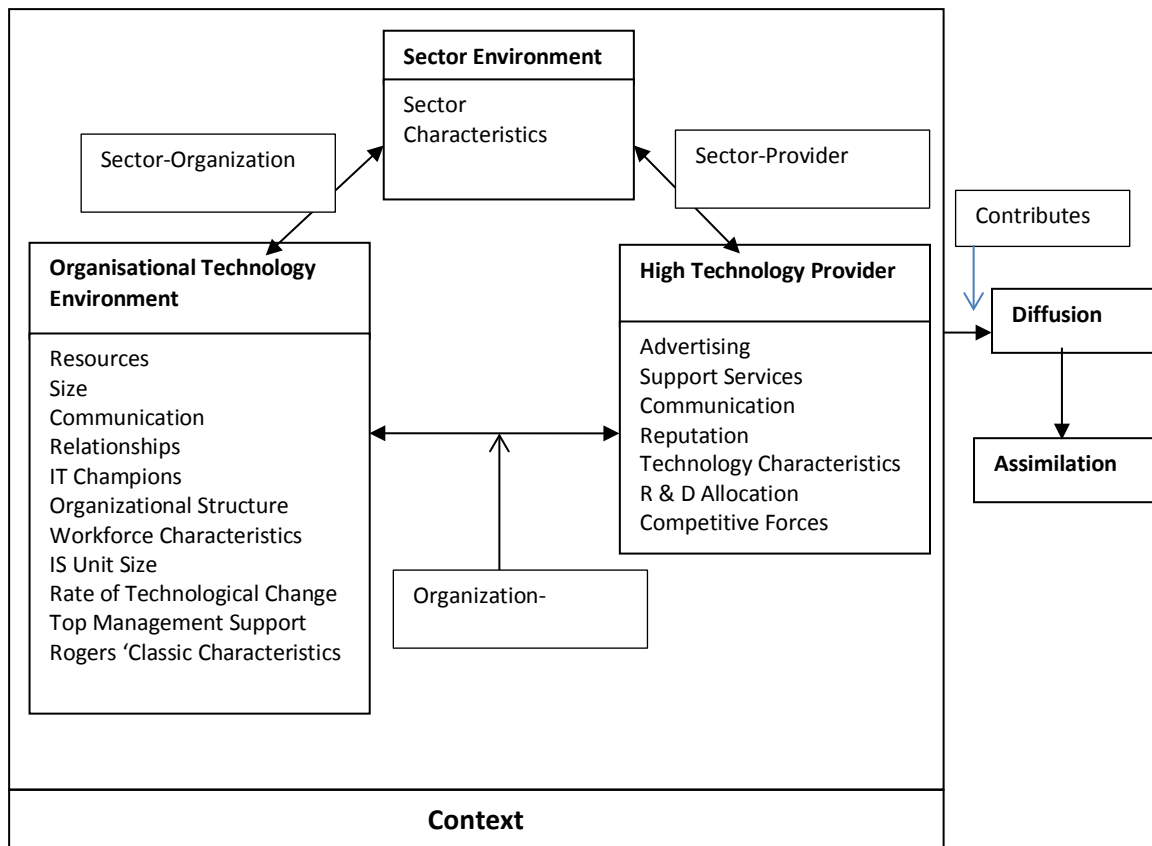 Sector Environment
Sector
Characteristics
Sector-Organization
Sector-Provider
Contributes
Organisational Technology
Environment
Resources
Size
Communication
Relationships
IT Champions
Organizational Structure
Workforce Characteristics
IS Unit Size
Rate of Technological Change
Top Management Support
Rogers ‘Classic Characteristics
High Technology Provider
Advertising
Support Services
Communication
Reputation
Technology Characteristics
R & D Allocation
Competitive Forces
Organization-
Diffusion
Assimilation
Context